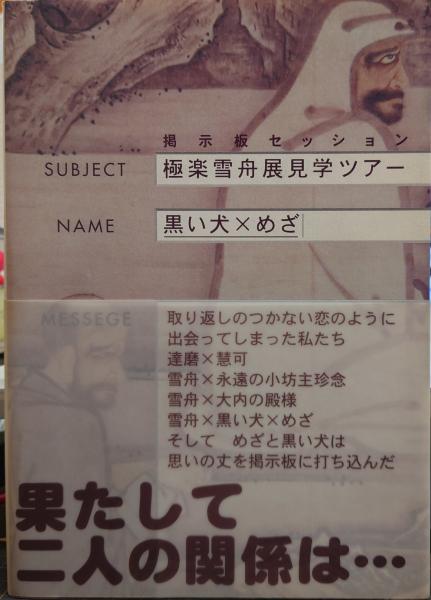 掲示板セッション
SUBJECT 極楽雪舟展見学ツアー
NAME 黒い犬×めざ
MESSEGE 取り返しのつかない恋のように
出会ってしまった私たち
達磨×慧可
雪舟×永遠の小坊主珍念
雪舟×大内の殿様
雪舟×黒い犬×めざ
そして　めざと黒い犬は
思いの丈を掲示板に打ち込んだ
果たして
二人の関係は…